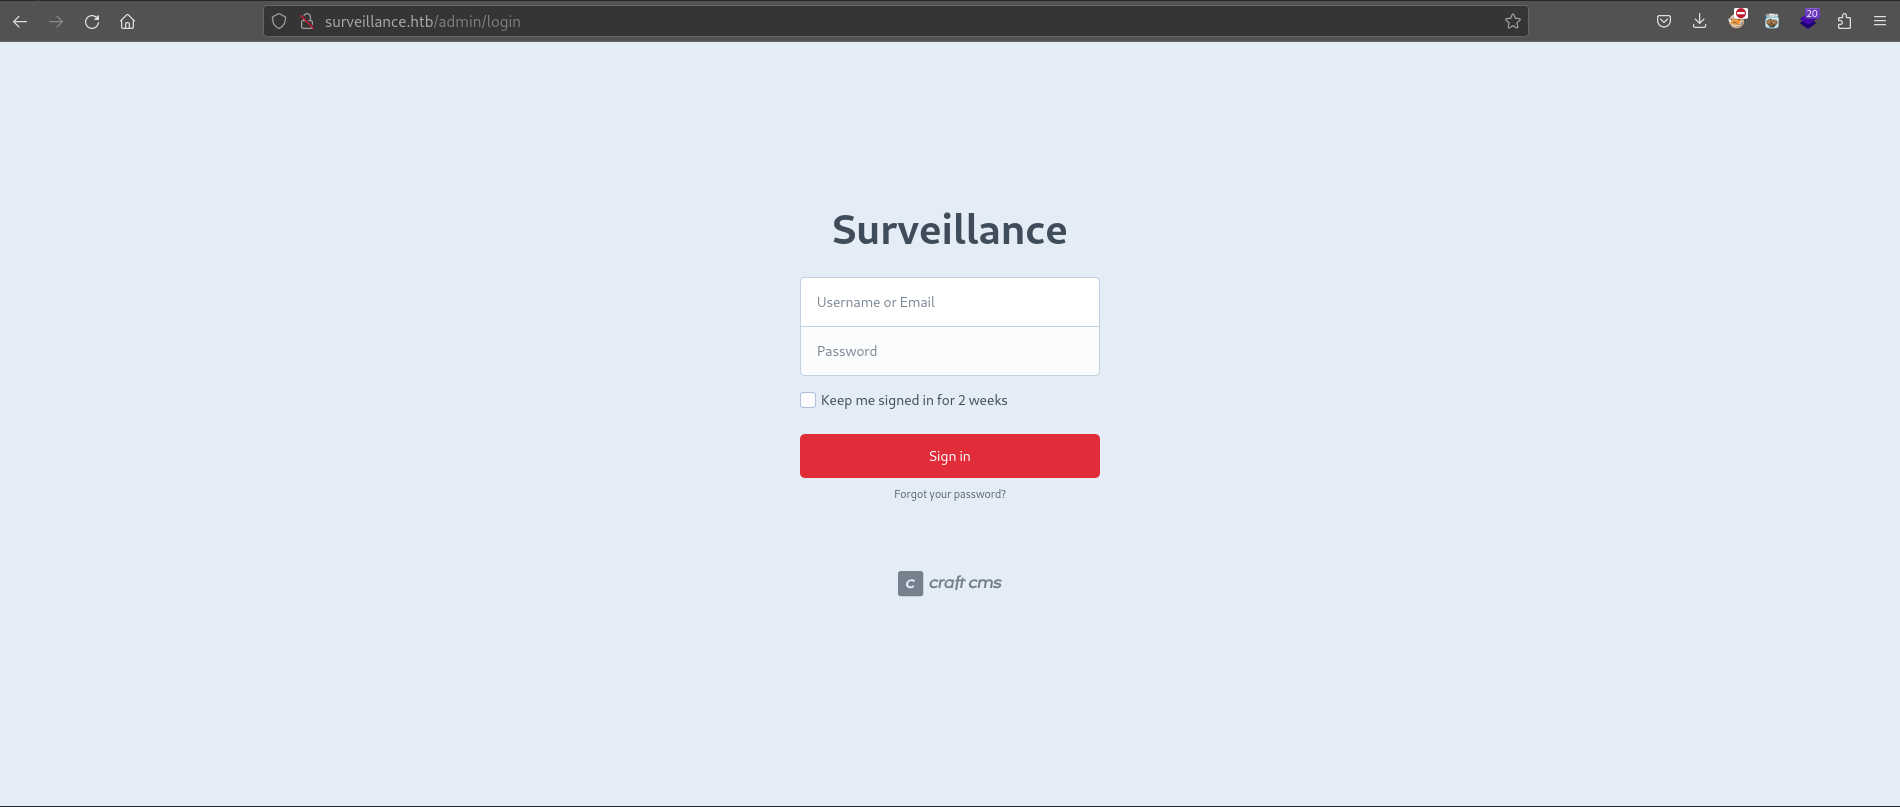 surveillance.htb/admin/login
20
Surveillance
Username or Email
Password
Keep me signed in for 2 weeks
Sign in
Forgot your password?
c craft cms